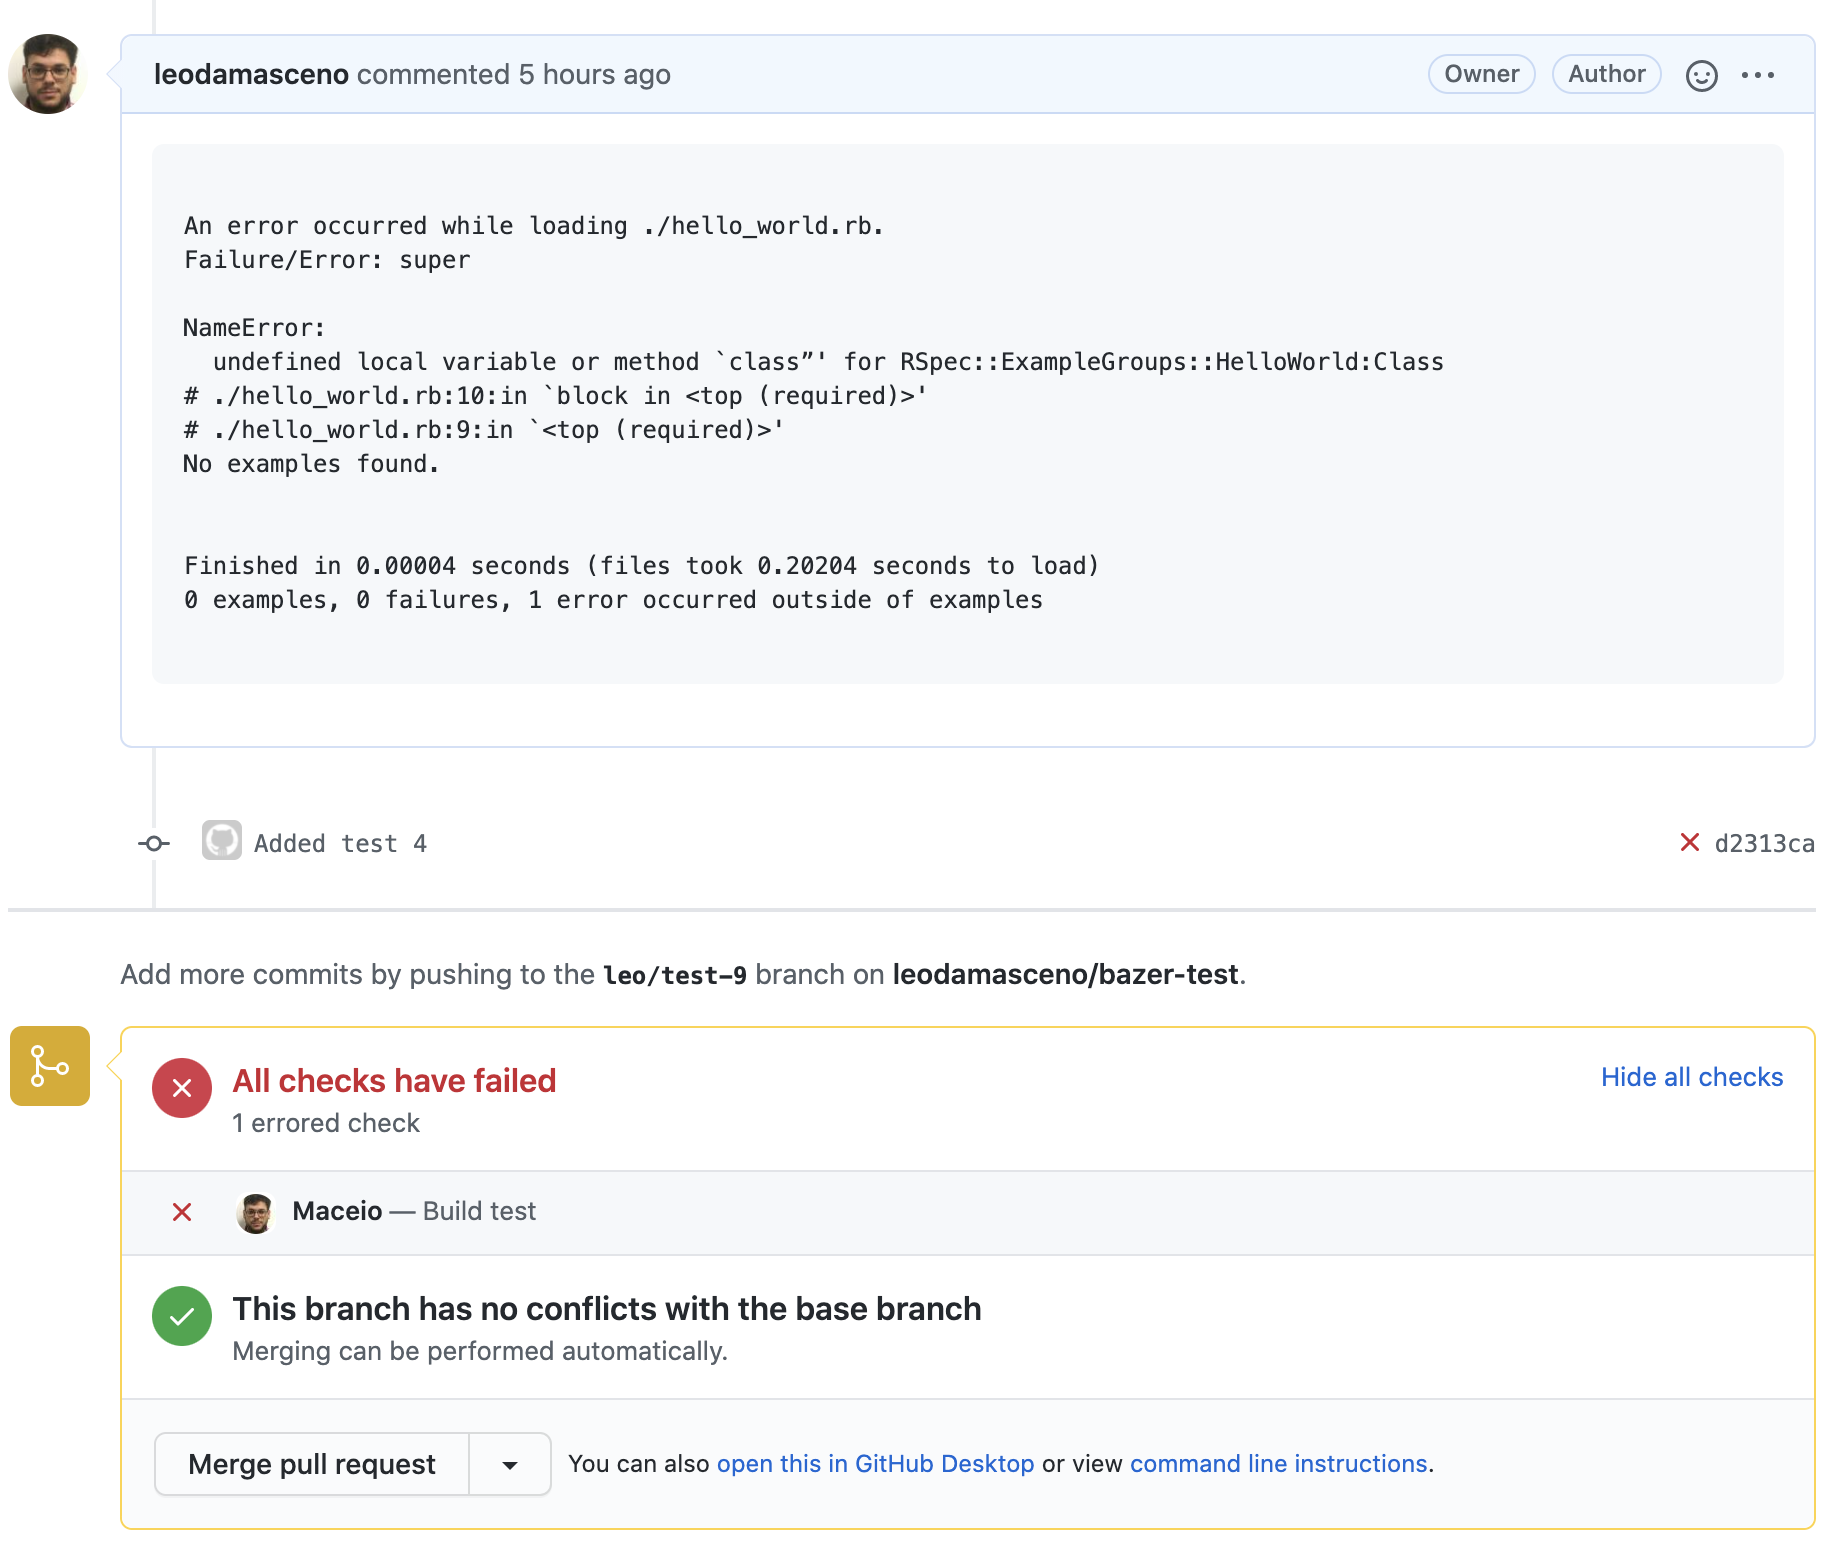 leodamasceno commented 5 hours ago Owner Author
An error occurred while loading ./hello_world.rb.
Failure/Error: super
NameError:
undefined local variable or method `class”' for RSpec::ExampleGroups::HelloWorld:Class
# ./hello_world.rb:10:in `block in <top (required)>'
# ./hello_world.rb:9:in `<top (required)>'
No examples found.
Finished in 0.00004 seconds (files took 0.20204 seconds to load)
0 examples, 0 failures, 1 error occurred outside of examples
Added test 4 d2313ca
Add more commits by pushing to the leo/test-9 branch on leodamasceno/bazer-test.
All checks have failed Hide all checks
1 errored check
Maceio — Build test
This branch has no conflicts with the base branch
Merging can be performed automatically.
Merge pull request You can also open this in GitHub Desktop or view command line instructions.